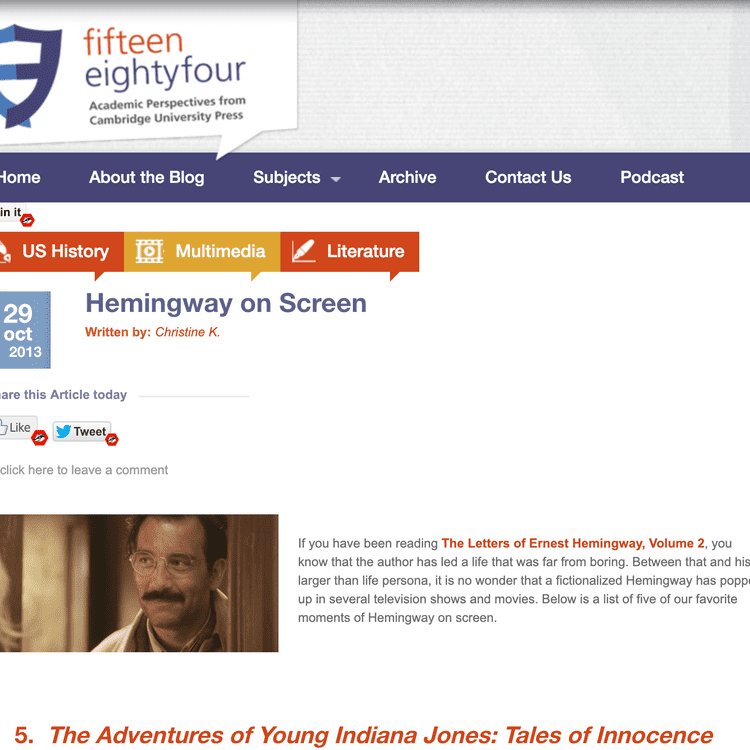 fifteen
eightyfour
Academic Perspectives from
Cambridge University Press
Home About the Blog Subjects Archive Contact Us Podcast
in it
US History Multimedia Literature
29
oct
2013
Hemingway on Screen
Written by: Christine K.
are this Article today
Like Tweet
click here to leave a comment
If you have been reading The Letters of Ernest Hemingway, Volume 2, you
know that the author has led a life that was far from boring. Between that and his
larger than life persona, it is no wonder that a fictionalized Hemingway has poppe
up in several television shows and movies. Below is a list of five of our favorite
moments of Hemingway on screen.
5. The Adventures of Young Indiana Jones: Tales of Innocence